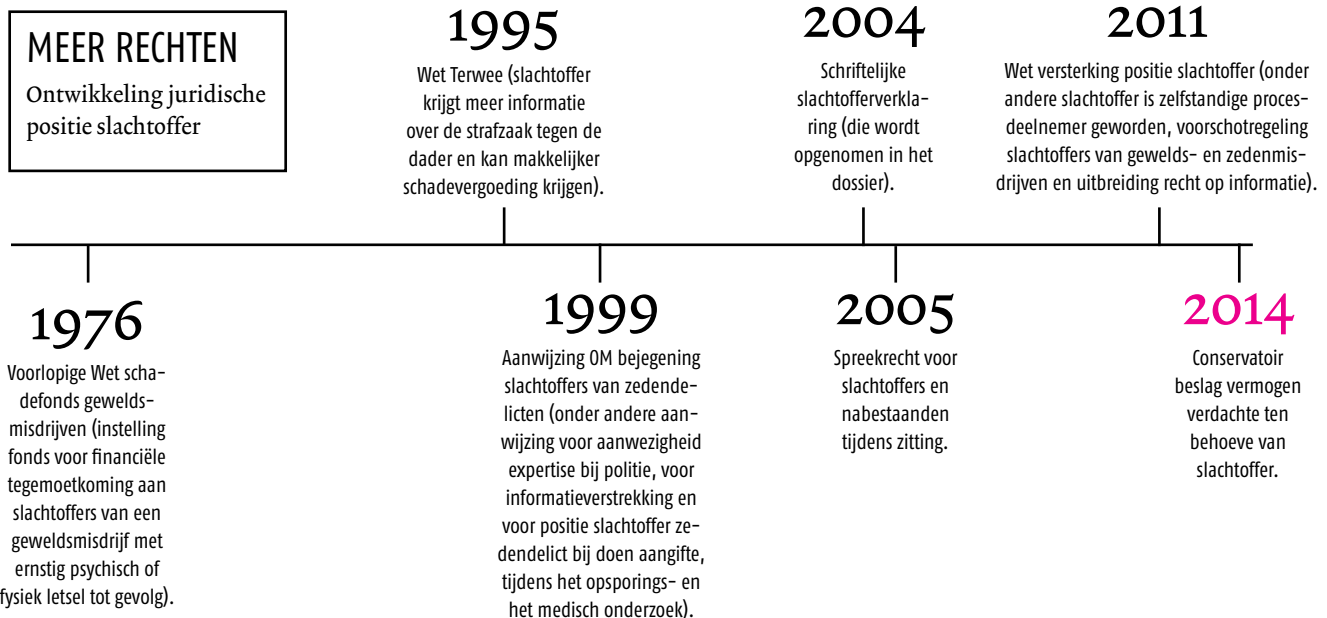 MEER RECHTEN
Ontwikkeling juridische
positie slachtoffer
1976
Voorlopige Wet scha-
defonds gewelds-
misdrijven (instelling
fonds voor financiële
tegemoetkoming aan
slachtoffers van een
geweldsmisdrijf met
ernstig psychisch of
fysiek letsel tot gevolg).
1995
Wet Terwee (slachtoffer
krijgt meer informatie
over de strafzaak tegen de
dader en kan makkelijker
schadevergoeding krijgen).
1999
Aanwijzing OM bejegening
slachtoffers van zedende-
licten (onder andere aan-
wijzing voor aanwezigheid
expertise bij politie, voor
informatieverstrekking en
voor positie slachtoffer ze-
dendelict bij doen aangifte,
tijdens het opsporings- en
het medisch onderzoek).
2004
Schriftelijke
slachtofferverkla-
ring (die wordt
opgenomen in het
dossier).
2005
Spreekrecht voor
slachtoffers en
nabestaanden
tijdens zitting.
2011
Wet versterking positie slachtoffer (onder
andere slachtoffer is zelfstandige proces-
deelnemer geworden, voorschotregeling
slachtoffers van gewelds- en zedenmis-
drijven en uitbreiding recht op informatie).
2014
Conservatoir
beslag vermogen
verdachte ten
behoeve van
slachtoffer.